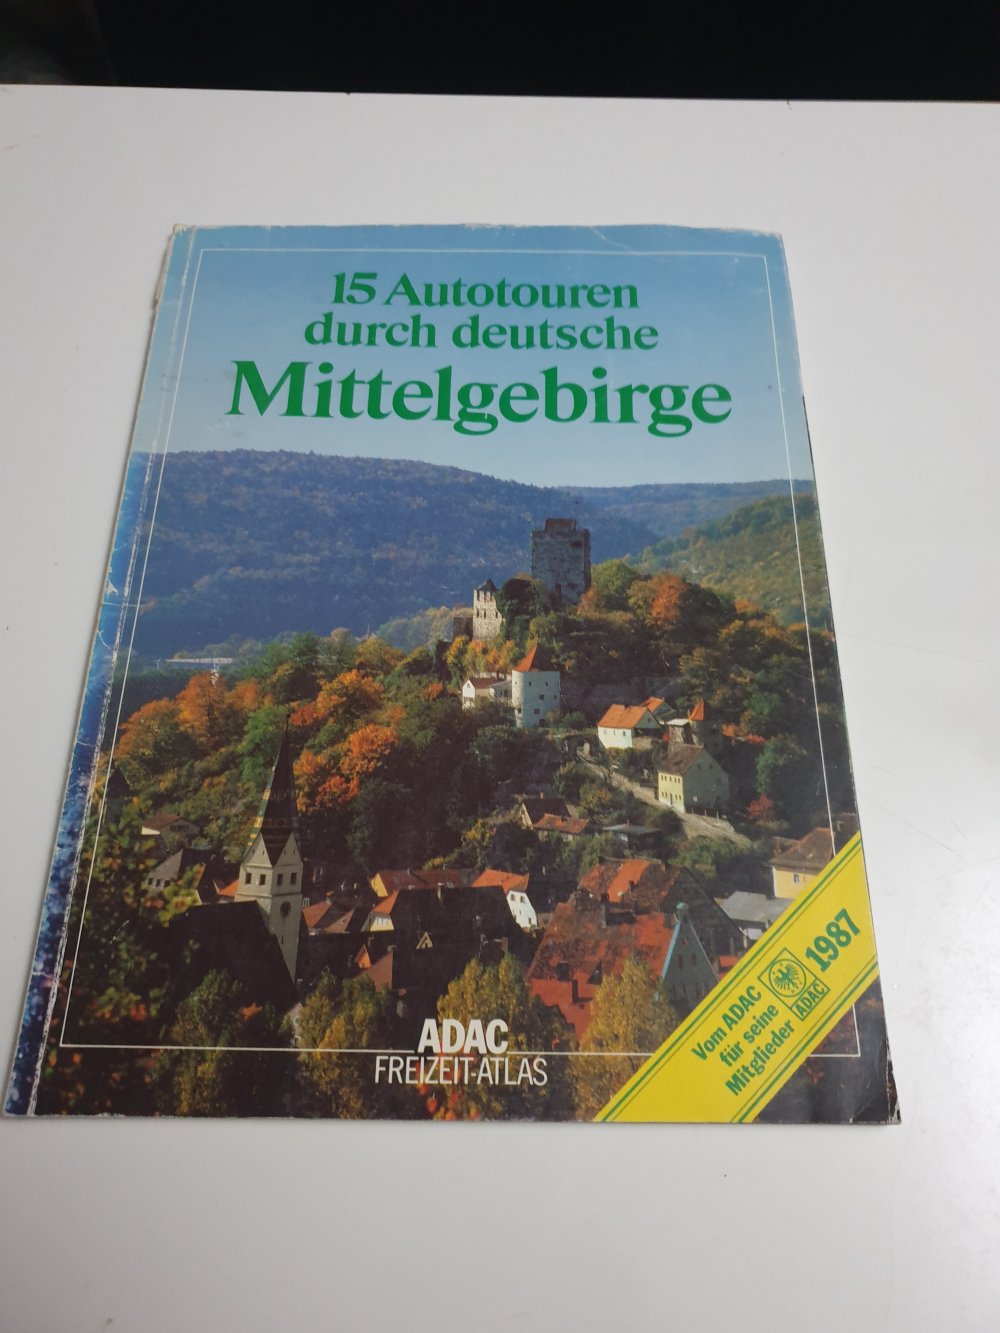 15 Autotouren
durch deutsche
Mittelgebirge
ADAC
FREIZEIT-ATLAS
Vom ADAC
für seine
Mitglieder
ADAC
1987